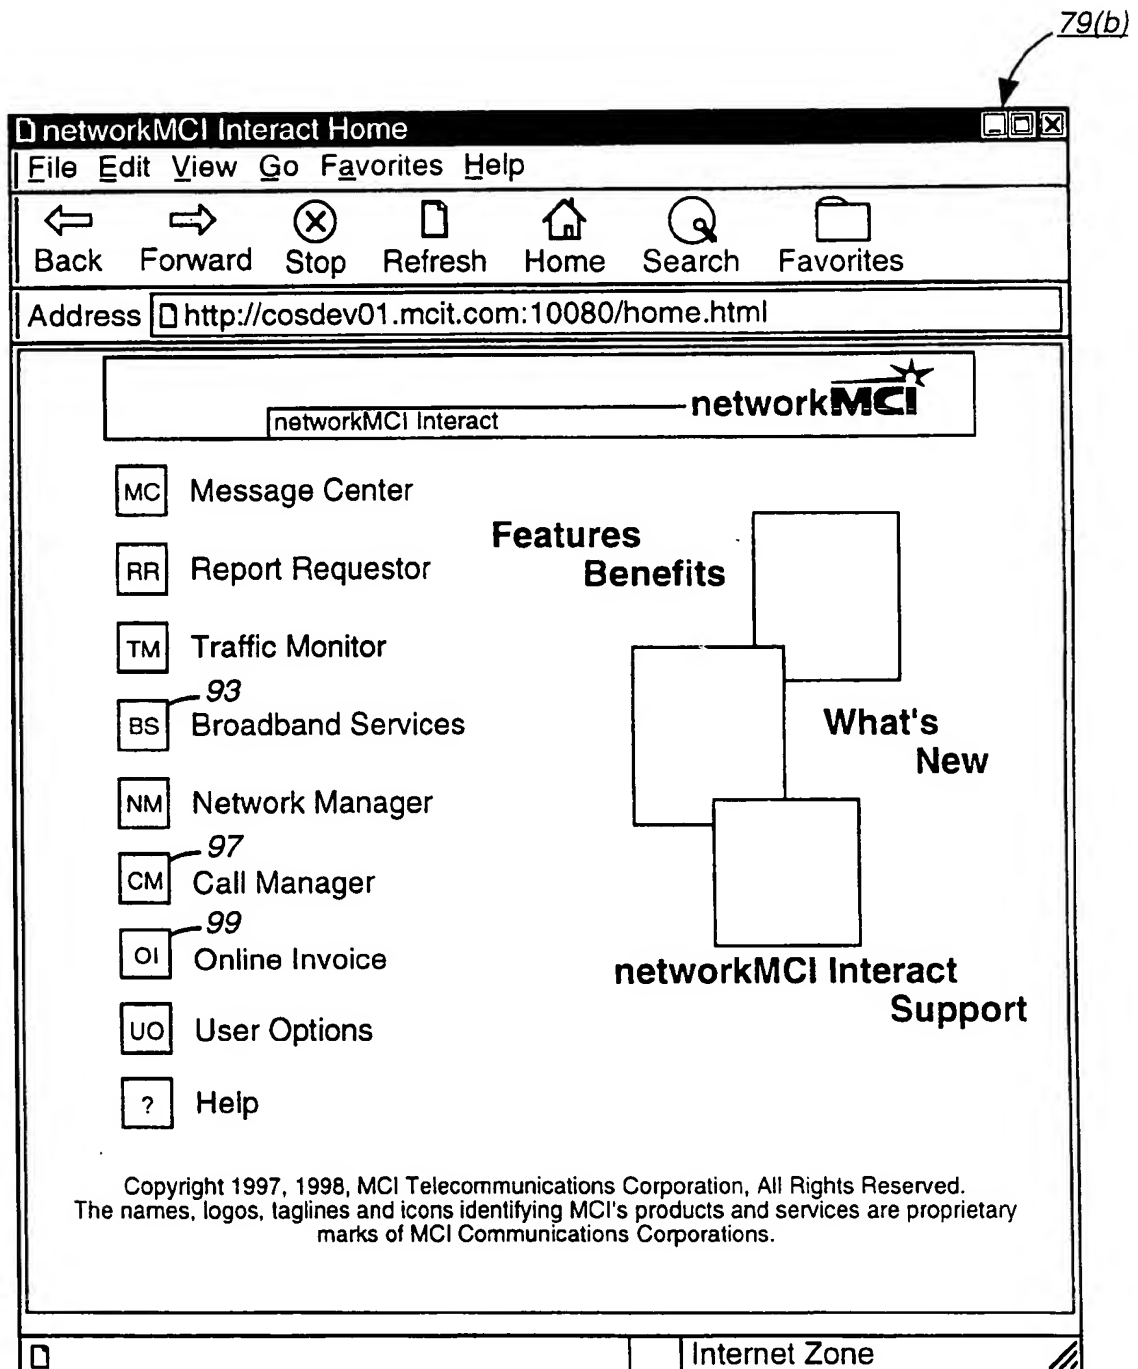 79(b)
networkMCI Interact Home
File Edit View Go Favorites Help
Back Forward Stop Refresh Home Search Favorites
Address http://cosdev01.mcit.com:10080/home.html
networkMCI
networkMCI Interact
MC Message Center
Features
Benefits
RR Report Requestor
TM Traffic Monitor
93
BS Broadband Services
What's
New
NM Network Manager
97
CM Call Manager
99
OI Online Invoice
networkMCI Interact
Support
UO User Options
? Help
Copyright 1997, 1998, MCI Telecommunications Corporation, All Rights Reserved.
The names, logos, taglines and icons identifying MCI's products and services are proprietary
marks of MCI Communications Corporations.
Internet Zone